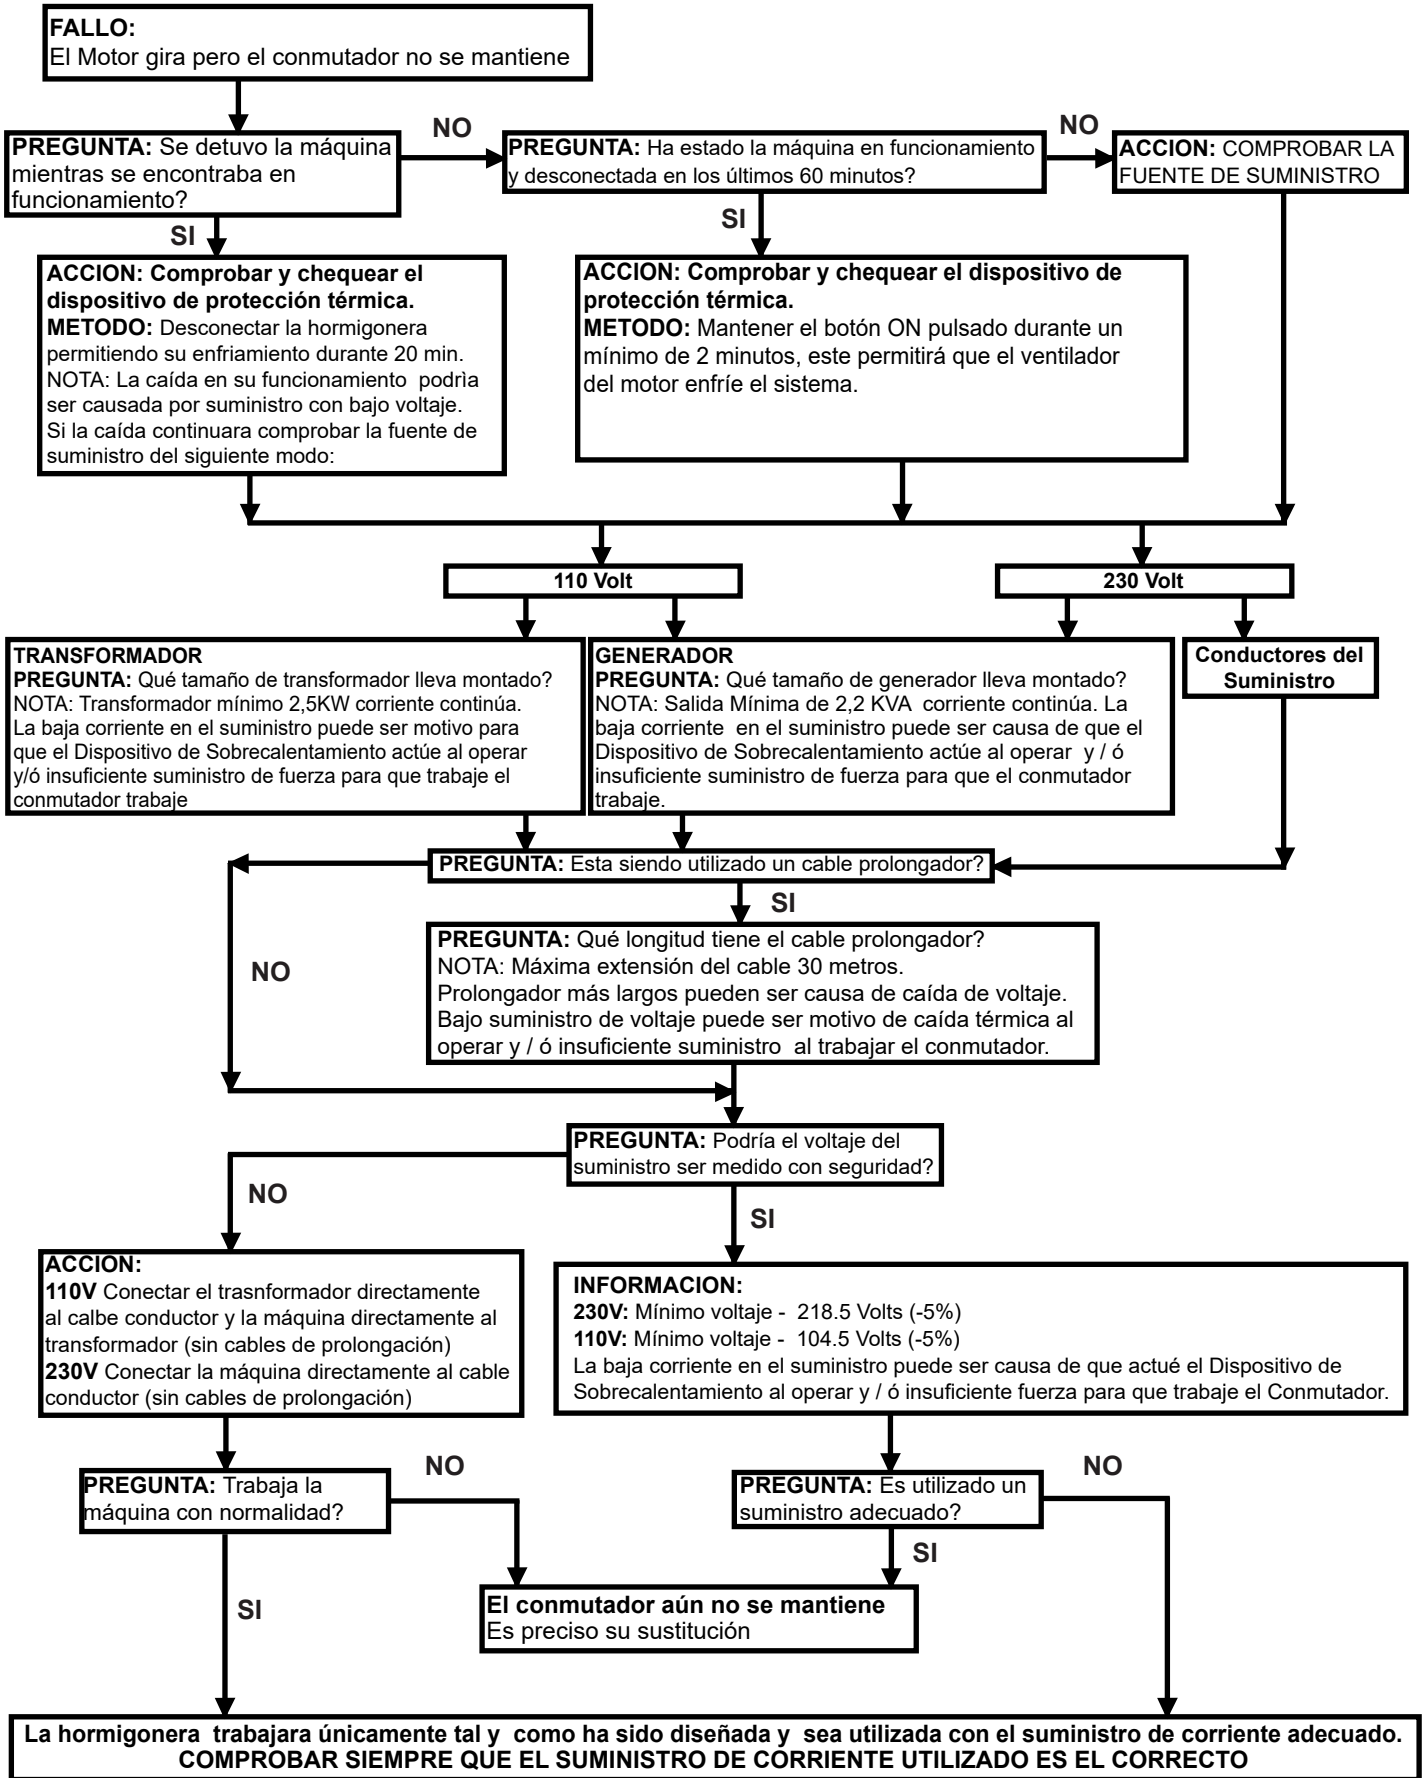 FALLO:
El Motor gira pero el conmutador no se mantiene
NO
NO
PREGUNTA: Se detuvo la máquina
mientras se encontraba en
funcionamiento?
PREGUNTA: Ha estado la máquina en funcionamiento
y desconectada en los últimos 60 minutos?
ACCION: COMPROBAR LA
FUENTE DE SUMINISTRO
SI
SI
ACCION: Comprobar y chequear el
dispositivo de protección térmica.
METODO: Desconectar la hormigonera
permitiendo su enfriamiento durante 20 min.
NOTA: La caída en su funcionamiento podrìa
ser causada por suministro con bajo voltaje.
Si la caída continuara comprobar la fuente de
suministro del siguiente modo:
ACCION: Comprobar y chequear el dispositivo de
protección térmica.
METODO: Mantener el botón ON pulsado durante un
mínimo de 2 minutos, este permitirá que el ventilador
del motor enfríe el sistema.
110 Volt
230 Volt
TRANSFORMADOR
PREGUNTA: Qué tamaño de transformador lleva montado?
NOTA: Transformador mínimo 2,5KW corriente continúa.
La baja corriente en el suministro puede ser motivo para
que el Dispositivo de Sobrecalentamiento actúe al operar
y/ó insuficiente suministro de fuerza para que trabaje el
conmutador trabaje
GENERADOR
PREGUNTA: Qué tamaño de generador lleva montado?
NOTA: Salida Mínima de 2,2 KVA corriente continúa. La
baja corriente en el suministro puede ser causa de que el
Dispositivo de Sobrecalentamiento actúe al operar y / ó
insuficiente suministro de fuerza para que el conmutador
trabaje.
Conductores del
Suministro
PREGUNTA: Esta siendo utilizado un cable prolongador?
SI
NO
PREGUNTA: Qué longitud tiene el cable prolongador?
NOTA: Máxima extensión del cable 30 metros.
Prolongador más largos pueden ser causa de caída de voltaje.
Bajo suministro de voltaje puede ser motivo de caída térmica al
operar y / ó insuficiente suministro al trabajar el conmutador.
PREGUNTA: Podría el voltaje del
suministro ser medido con seguridad?
NO
SI
ACCION:
110V Conectar el trasnformador directamente
al calbe conductor y la máquina directamente al
transformador (sin cables de prolongación)
230V Conectar la máquina directamente al cable
conductor (sin cables de prolongación)
INFORMACION:
230V: Mínimo voltaje - 218.5 Volts (-5%)
110V: Mínimo voltaje - 104.5 Volts (-5%)
La baja corriente en el suministro puede ser causa de que actué el Dispositivo de
Sobrecalentamiento al operar y / ó insuficiente fuerza para que trabaje el Conmutador.
NO
NO
PREGUNTA: Trabaja la
máquina con normalidad?
PREGUNTA: Es utilizado un
suministro adecuado?
SI
SI
El conmutador aún no se mantiene
Es preciso su sustitución
La hormigonera trabajara únicamente tal y como ha sido diseñada y sea utilizada con el suministro de corriente adecuado.
COMPROBAR SIEMPRE QUE EL SUMINISTRO DE CORRIENTE UTILIZADO ES EL CORRECTO